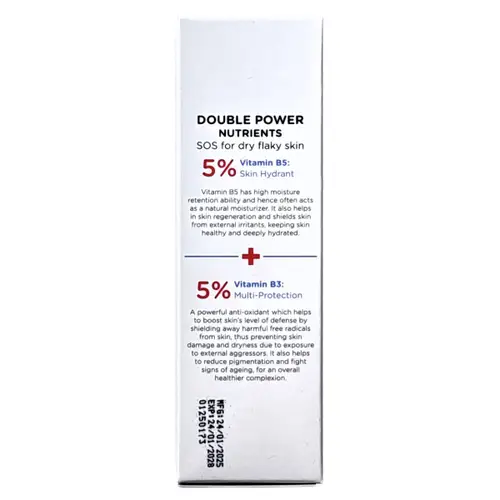 DOUBLE POWER
NUTRIENTS
SOS for dry flaky skin
5% Vitamin B5:
Skin Hydrant
Vitamin B5 has high moisture
retention ability and hence often acts
as a natural moisturizer. It also helps
in skin regeneration and shields skin
from external irritants, keeping skin
healthy and deeply hydrated.
+
5% Vitamin B3:
Multi-Protection
A powerful anti-oxidant which helps
to boost skin's level of defense by
shielding away harmful free radicals
from skin, thus preventing skin
damage and dryness due to exposure
to external aggressors. It also helps
to reduce pigmentation and fight
signs of ageing, for an overall
healthier complexion.
MFG:24/01/2025
EXP:24/01/2028
01250173